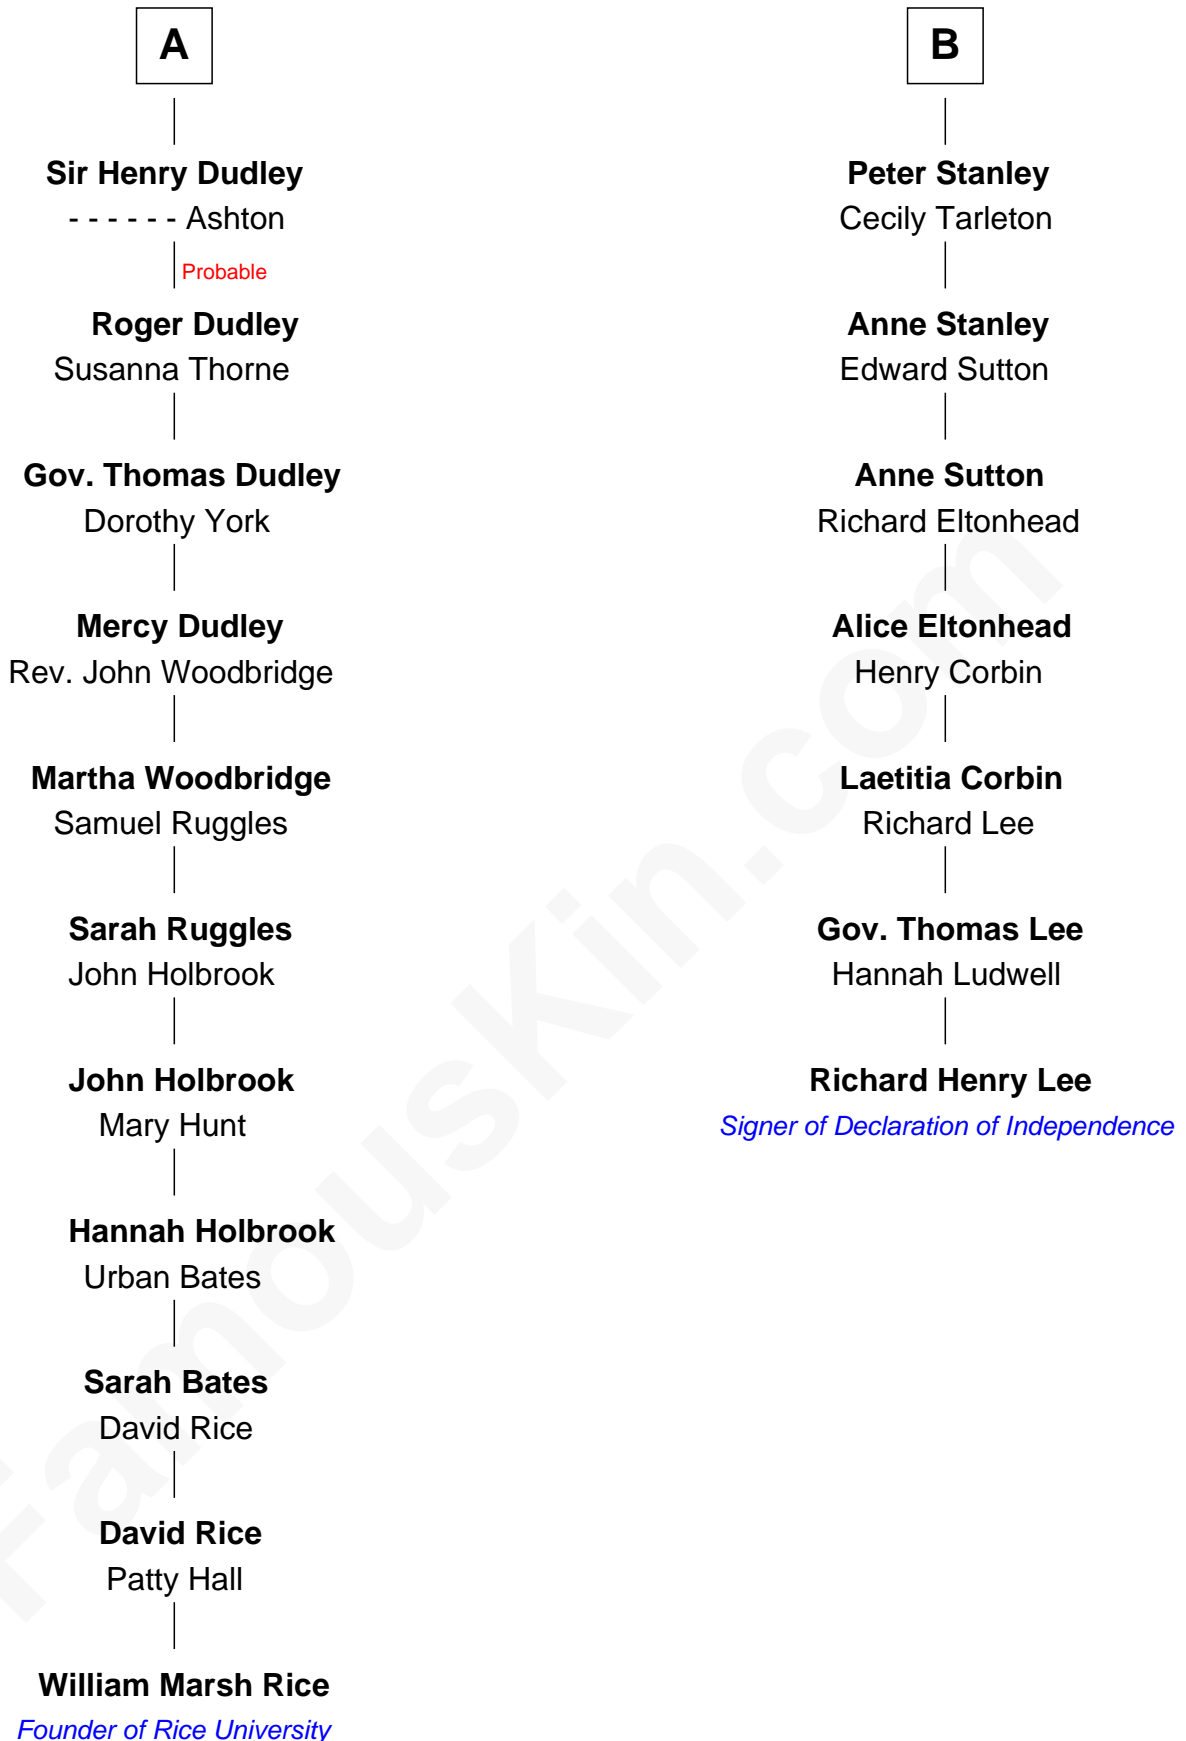 A
Sir Henry Dudley
- - - - - - Ashton
Probable
Roger Dudley
Susanna Thorne
Gov. Thomas Dudley
Dorothy York
Mercy Dudley
Rev. John Woodbridge
Martha Woodbridge
Samuel Ruggles
Sarah Ruggles
John Holbrook
John Holbrook
Mary Hunt
Hannah Holbrook
Urban Bates
Sarah Bates
David Rice
David Rice
Patty Hall
William Marsh Rice
Founder of Rice University
B
Peter Stanley
Cecily Tarleton
Anne Stanley
Edward Sutton
Anne Sutton
Richard Eltonhead
Alice Eltonhead
Henry Corbin
Laetitia Corbin
Richard Lee
Gov. Thomas Lee
Hannah Ludwell
Richard Henry Lee
Signer of Declaration of Independence
FamousKin.com